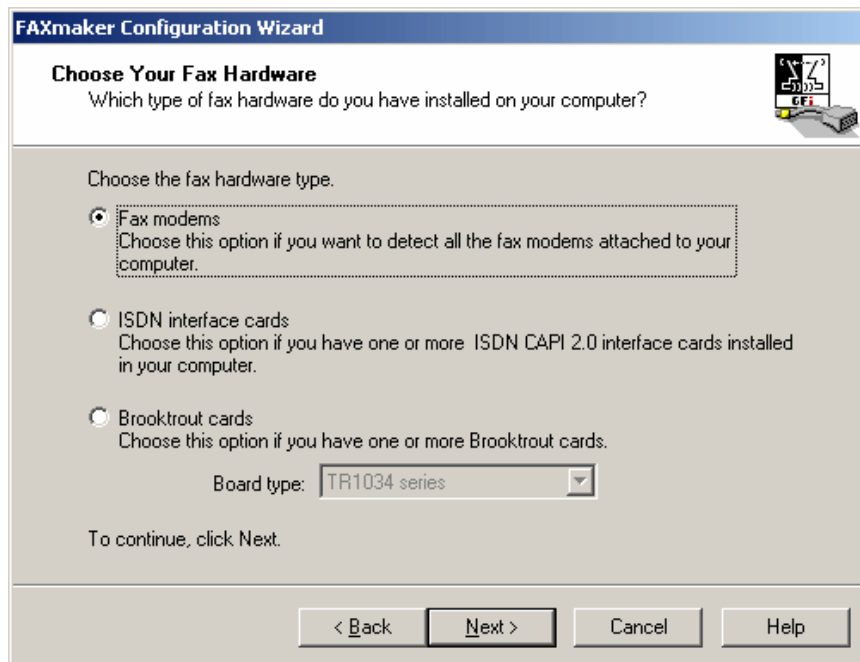 FAXmaker Configuration Wizard
Choose Your Fax Hardware
Which type of fax hardware do you have installed on your computer?
GFi
Choose the fax hardware type.
Fax modems
Choose this option if you want to detect all the fax modems attached to your
computer.
ISDN interface cards
Choose this option if you have one or more  ISDN CAPI 2.0 interface cards installed
in your computer.
Brooktrout cards
Choose this option if you have one or more Brooktrout cards.
Board type: TR1034 series
To continue, click Next.
< Back Next > Cancel Help